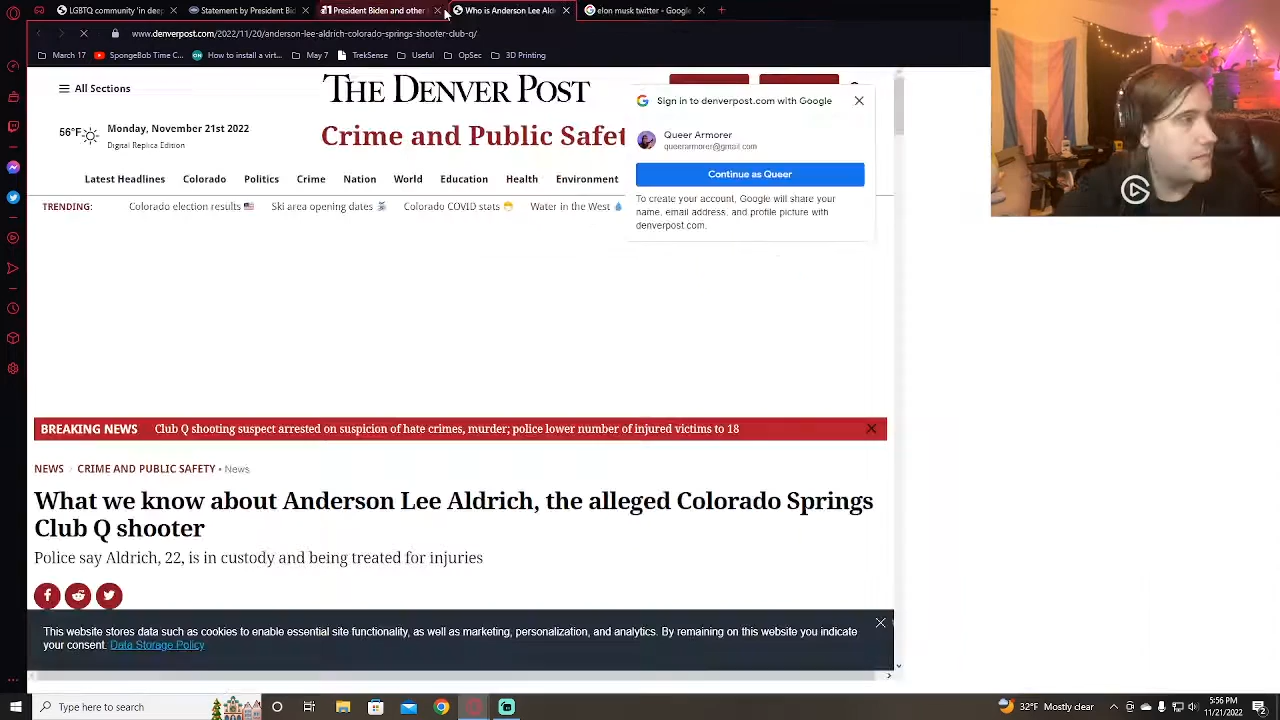 LGBTQ community 'in deep
Statement by President Bi
President Biden and other
Who is Anderson Lee Ald
elon musk twitter - Google
www.denverpost.com/2022/11/20/anderson-lee-aldrich-colorado-springs-shooter-club-q/
March 17
SpongeBob Time C...
How to install a virt...
May 7
TrekSense
Useful
OpSec
3D Printing
All Sections
THE DENVER POST
Sign in to denverpost.com with Google
56°F
Monday, November 21st 2022
Digital Replica Edition
Crime and Public Safet
Queer Armorer
queerarmorer@gmail.com
Continue as Queer
To create your account, Google will share your
name, email address, and profile picture with
denverpost.com.
Latest Headlines Colorado Politics Crime Nation World Education Health Environment
TRENDING: Colorado election results Ski area opening dates Colorado COVID stats Water in the West
BREAKING NEWS Club Q shooting suspect arrested on suspicion of hate crimes, murder; police lower number of injured victims to 18
NEWS › CRIME AND PUBLIC SAFETY • News
What we know about Anderson Lee Aldrich, the alleged Colorado Springs
Club Q shooter
Police say Aldrich, 22, is in custody and being treated for injuries
This website stores data such as cookies to enable essential site functionality, as well as marketing, personalization, and analytics. By remaining on this website you indicate
your consent. Data Storage Policy
Type here to search
32°F Mostly clear
5:56 PM
11/21/2022